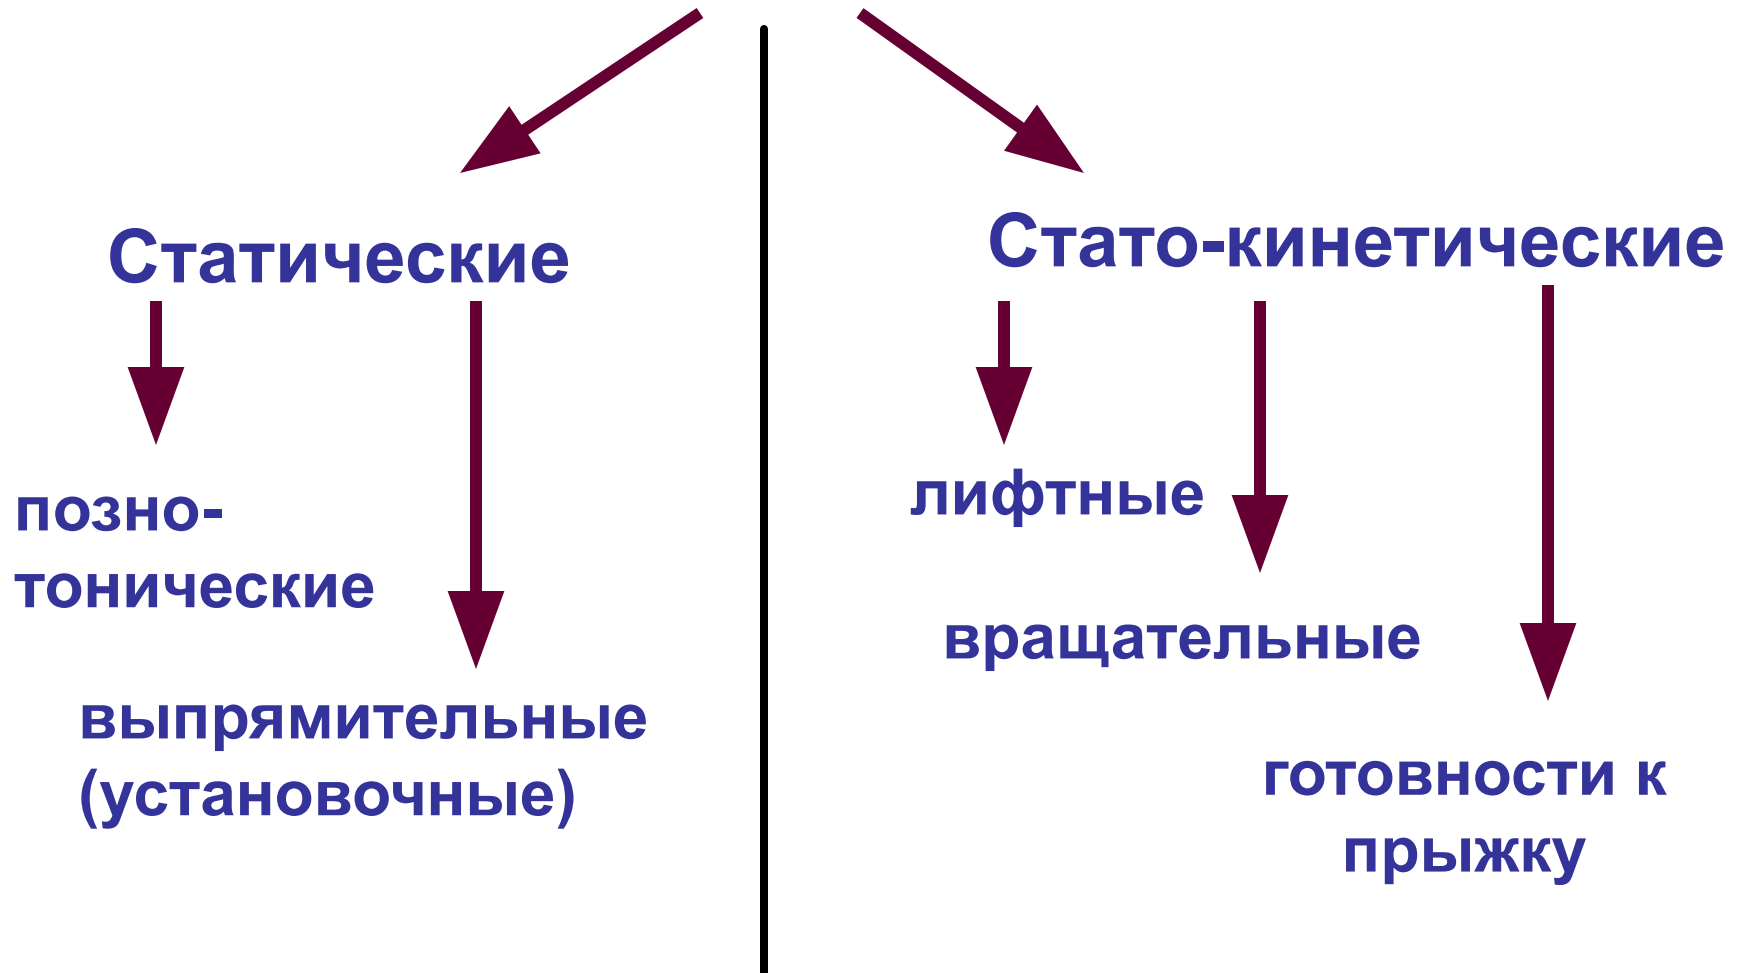 Статические
позно-
тонические
выпрямительные
(установочные)
Стато-кинетические
лифтные
вращательные
готовности к
прыжку